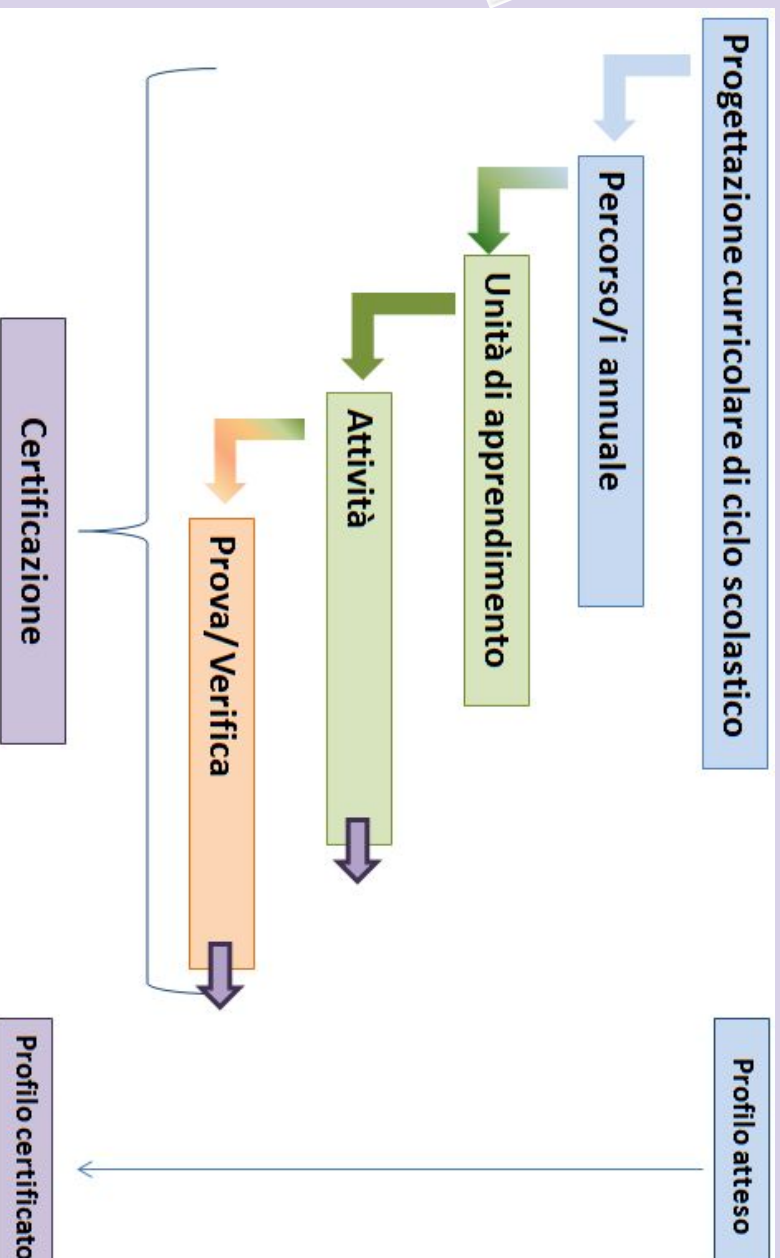 Progettazione curricolare di ciclo scolastico
Profilo atteso
Percorso/i annuale
Unità di apprendimento
Attività
Prova/Verifica
Certificazione
Profilo certificato